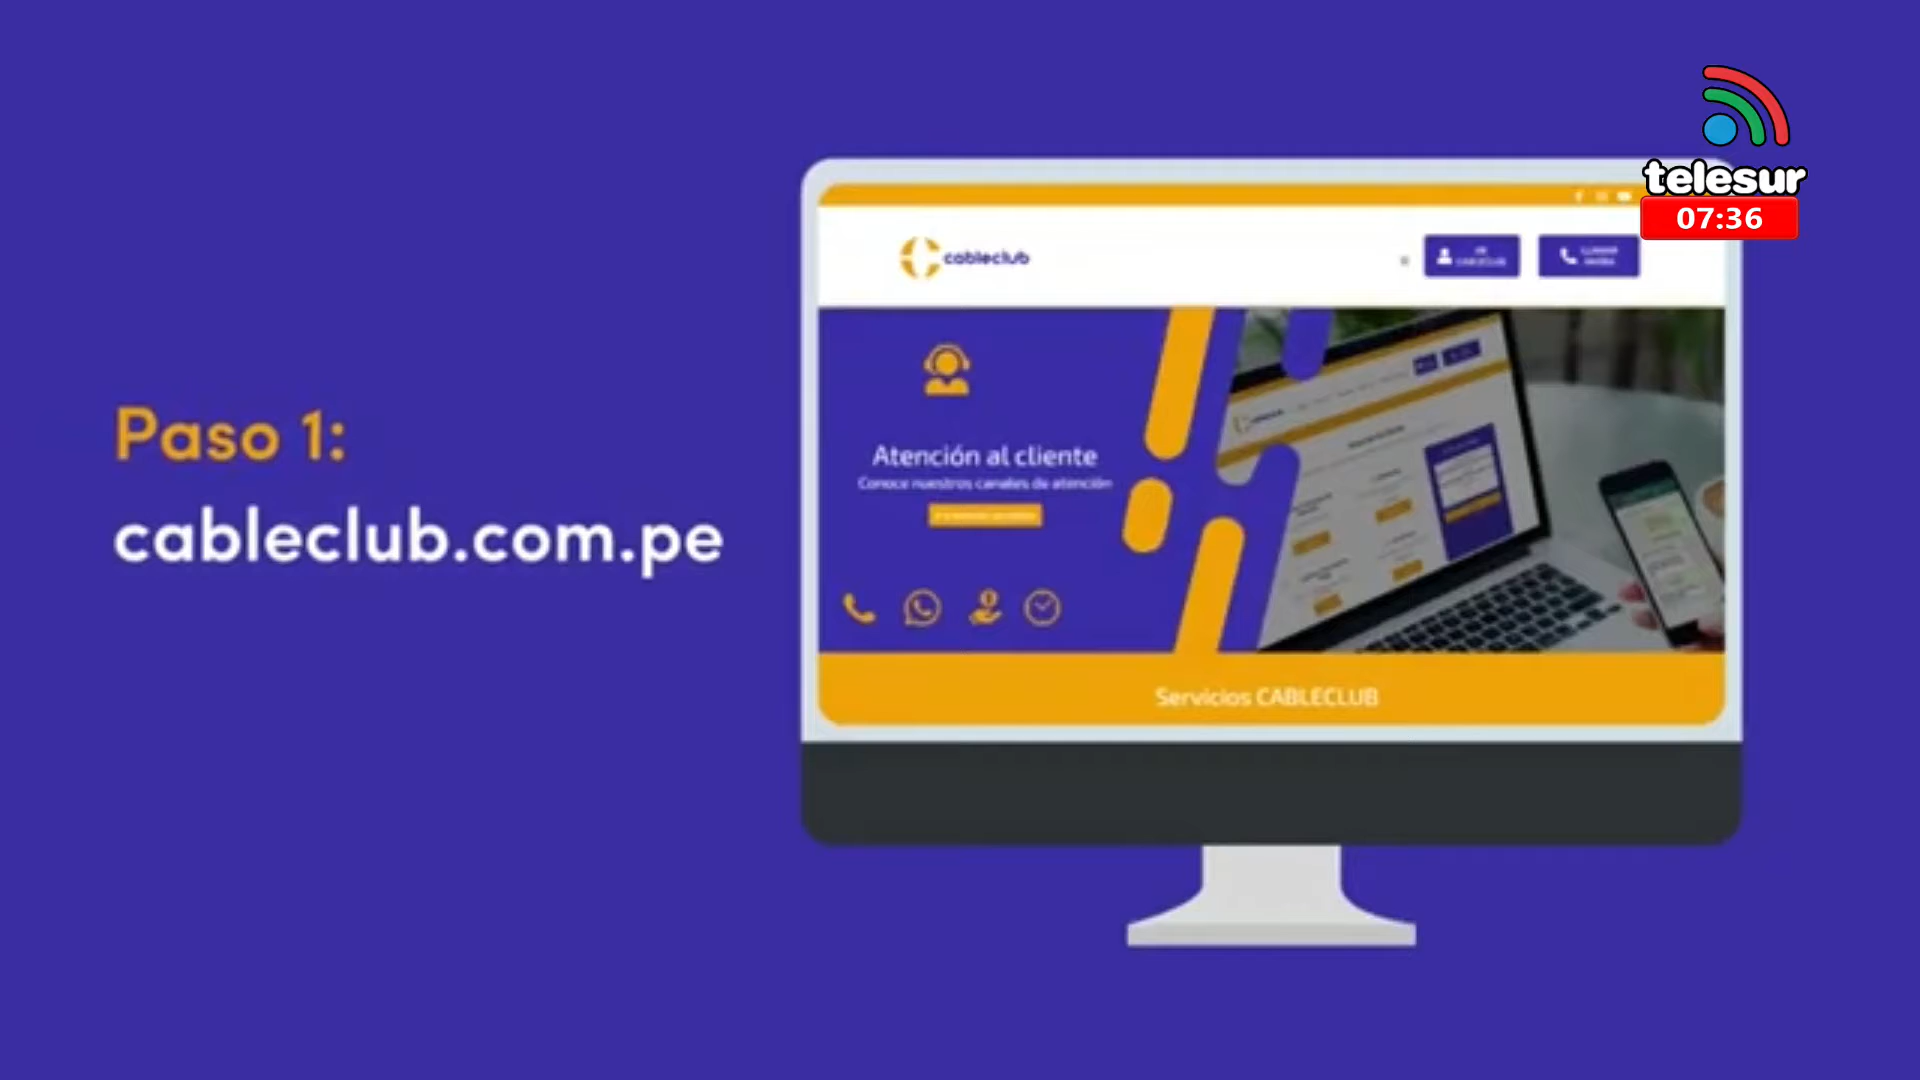 telesur
07:36
cableclub
LLAMAR
Paso 1:
cableclub.com.pe
Atención al cliente
Conoce nuestros canales de atención
Servicios CABLECLUB